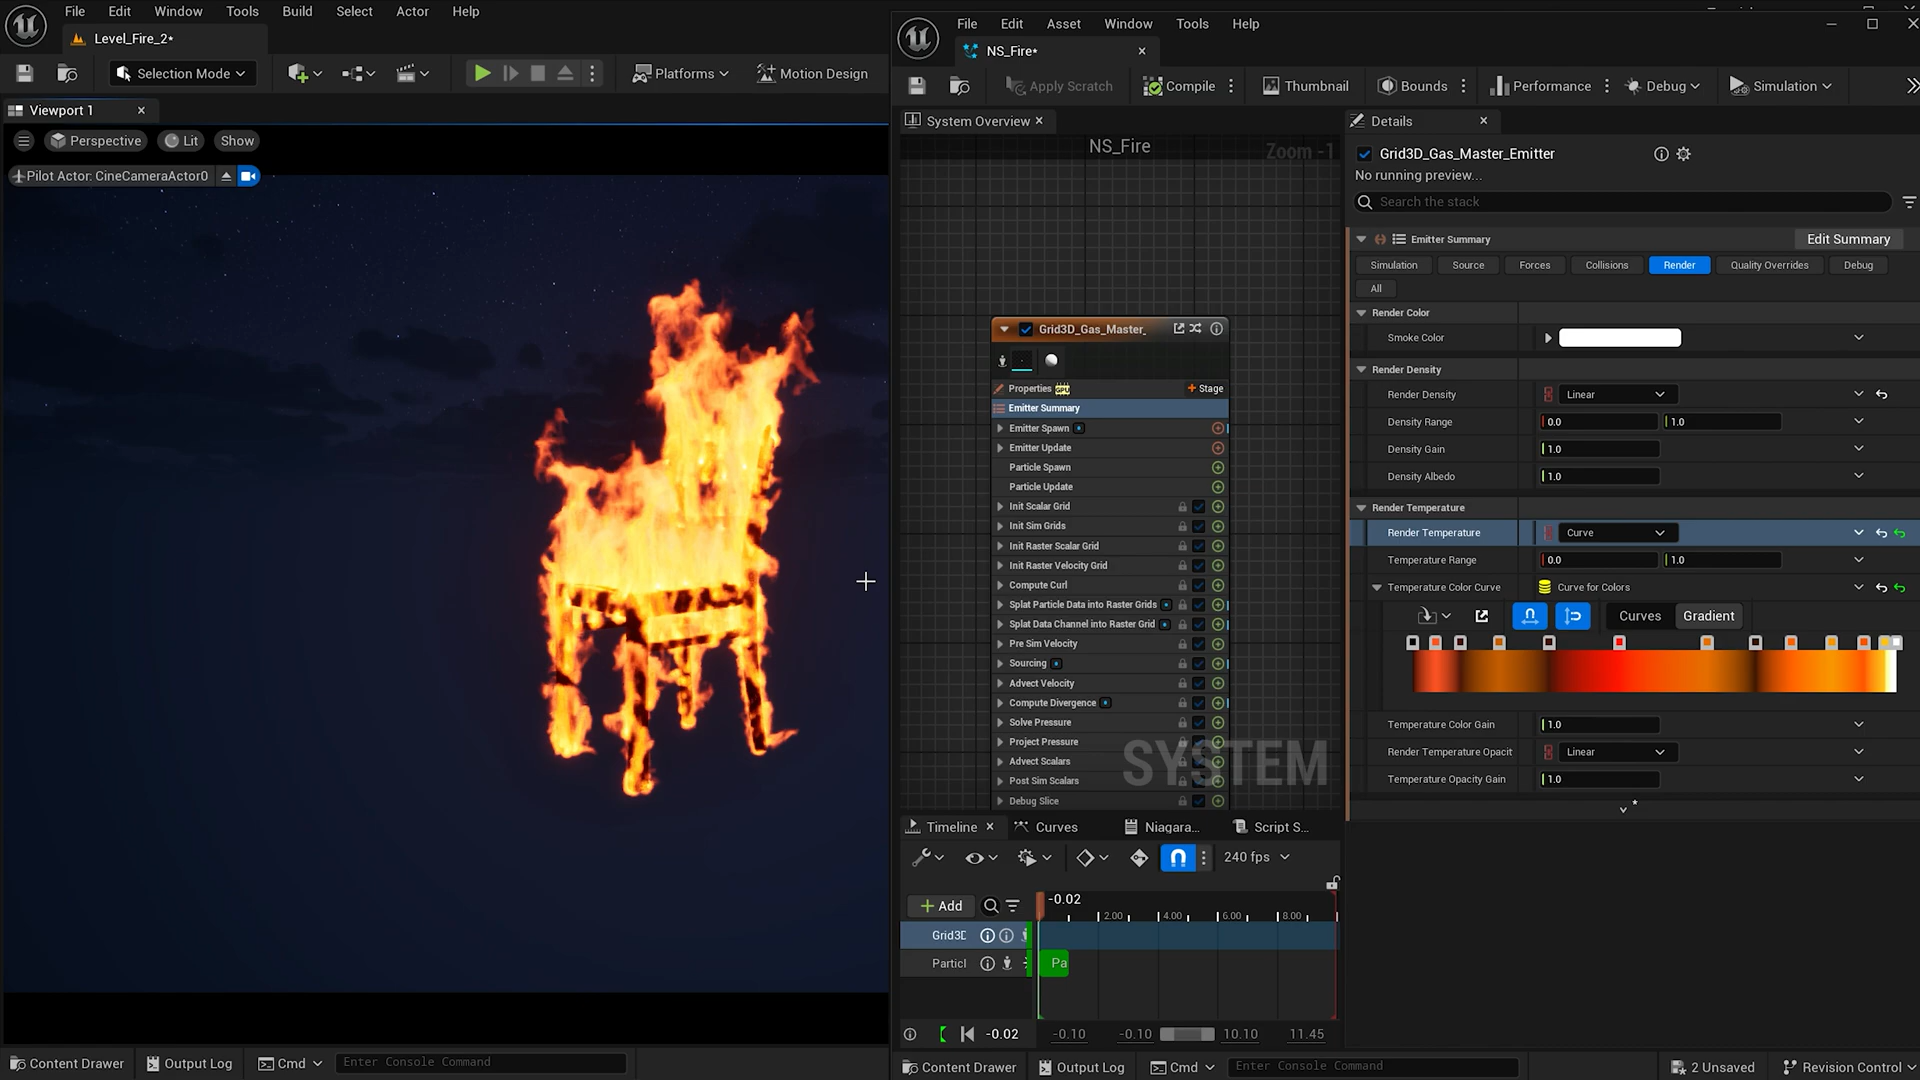 File Edit Window Tools Build Select Actor Help
Level_Fire_2*
Selection Mode
Platforms
Motion Design
Viewport 1
Perspective
Lit
Show
Pilot Actor: CineCameraActor0
Content Drawer
Output Log
Cmd
Enter Console Command
File Edit Asset Window Tools Help
NS_Fire*
Apply Scratch
Compile
Thumbnail
Bounds
Performance
Debug
Simulation
System Overview
NS_Fire
Zoom -1
Grid3D_Gas_Master_
Properties
GPU
Stage
Emitter Summary
Emitter Spawn
Emitter Update
Particle Spawn
Particle Update
Init Scalar Grid
Init Sim Grids
Init Raster Scalar Grid
Init Raster Velocity Grid
Compute Curl
Splat Particle Data into Raster Grids
Splat Data Channel into Raster Grid
Pre Sim Velocity
Sourcing
Advect Velocity
Compute Divergence
Solve Pressure
Project Pressure
Advect Scalars
Post Sim Scalars
Debug Slice
SYSTEM
Timeline
Curves
Niagara...
Script S...
240 fps
Add
-0.02
2.00
4.00
6.00
8.00
Grid3D
Particl
Pa
-0.02
-0.10
-0.10
10.10
11.45
Content Drawer
Output Log
Cmd
Enter Console Command
2 Unsaved
Revision Control
Details
Grid3D_Gas_Master_Emitter
No running preview...
Search the stack
Emitter Summary
Edit Summary
Simulation Source Forces Collisions Render Quality Overrides Debug
All
Render Color
Smoke Color
Render Density
Render Density Linear
Density Range 0.0 1.0
Density Gain 1.0
Density Albedo 1.0
Render Temperature
Render Temperature Curve
Temperature Range 0.0 1.0
Temperature Color Curve Curve for Colors
Curves Gradient
Temperature Color Gain 1.0
Render Temperature Opacit Linear
Temperature Opacity Gain 1.0